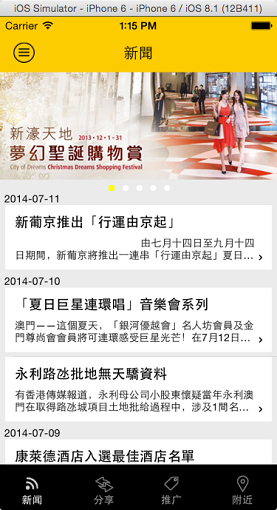 iOS Simulator - iPhone 6 - iPhone 6 / iOS 8.1 (12B411)
Carrier 1:15 PM
新聞
新濠天地 2013•12•1-31
夢幻聖誕購物賞
City of Dreams Christmas Dreams Shopping Festival
2014-07-11
新葡京推出「行運由京起」
由七月十四日至九月十四
日期間，新葡京將推出一連串「行運由京起」夏日...
2014-07-10
「夏日巨星連環唱」音樂會系列
澳門——這個夏天，「銀河優越會」名人坊會員及金
門尊尚會會員將可連環感受巨星光芒！在7月12日...
永利路氹批地無天驕資料
有香港傳媒報道，永利母公司小股東懷疑當年永利澳
門在取得路氹城項目土地批給過程中，涉及1間名...
2014-07-09
康萊德酒店入選最佳酒店名單
新聞 分享 推广 附近